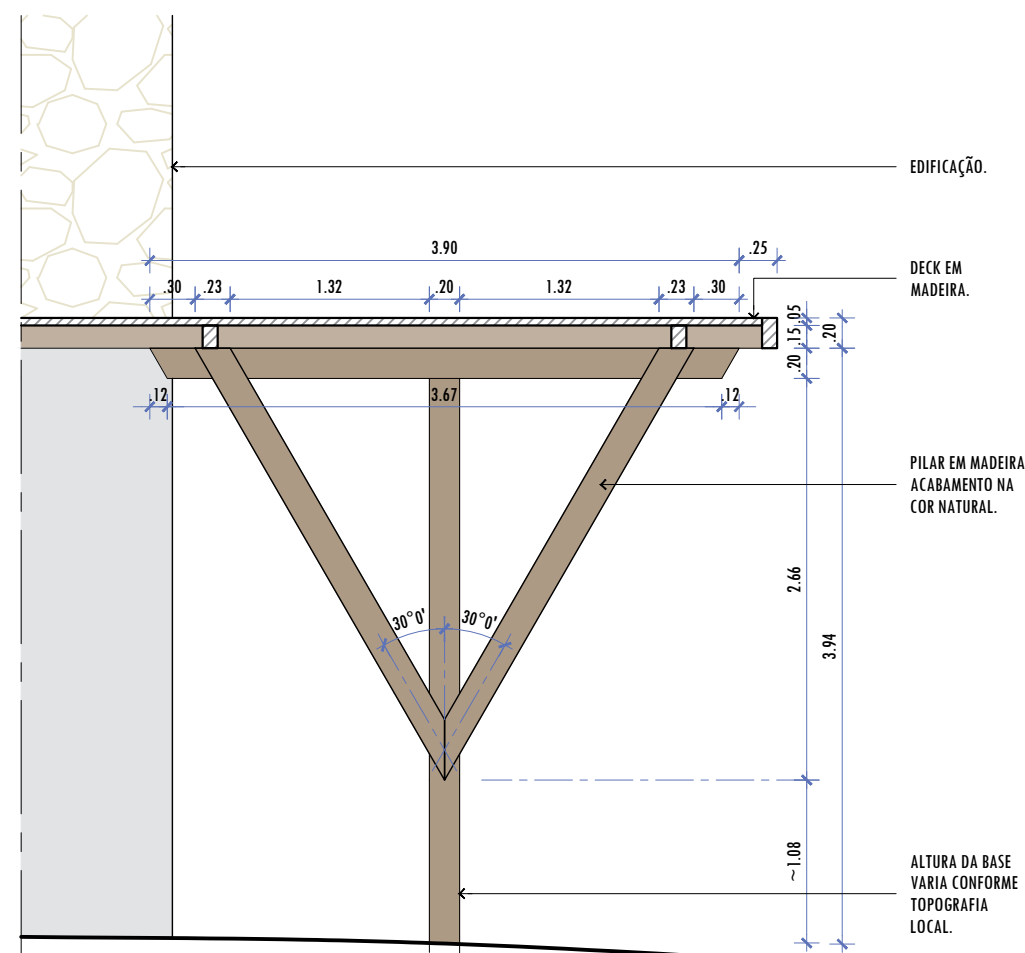 EDIFICAÇÃO.
3.90
.25
DECK EM
MADEIRA.
.30
.23
1.32
.20
1.32
.23
.30
.05
.15
.20
.20
.12
3.67
.12
PILAR EM MADEIRA
ACABAMENTO NA
COR NATURAL.
2.66
30°0'
30°0'
3.94
~1.08
ALTURA DA BASE
VARIA CONFORME
TOPOGRAFIA
LOCAL.